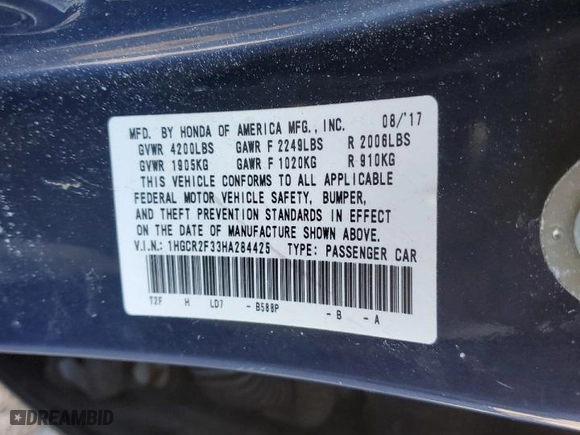 MFD. BY HONDA OF AMERICA MFG., INC. 08/'17
GVWR 4200LBS GAWR F 2249LBS R 2006LBS
GVWR 1905KG GAWR F 1020KG R 910KG
THIS VEHICLE CONFORMS TO ALL APPLICABLE
FEDERAL MOTOR VEHICLE SAFETY, BUMPER,
AND THEFT PREVENTION STANDARDS IN EFFECT
ON THE DATE OF MANUFACTURE SHOWN ABOVE.
V.I.N.: 1HGCR2F33HA284425 TYPE: PASSENGER CAR
T2F H LD7 - B588P - B - A
DREAMBID